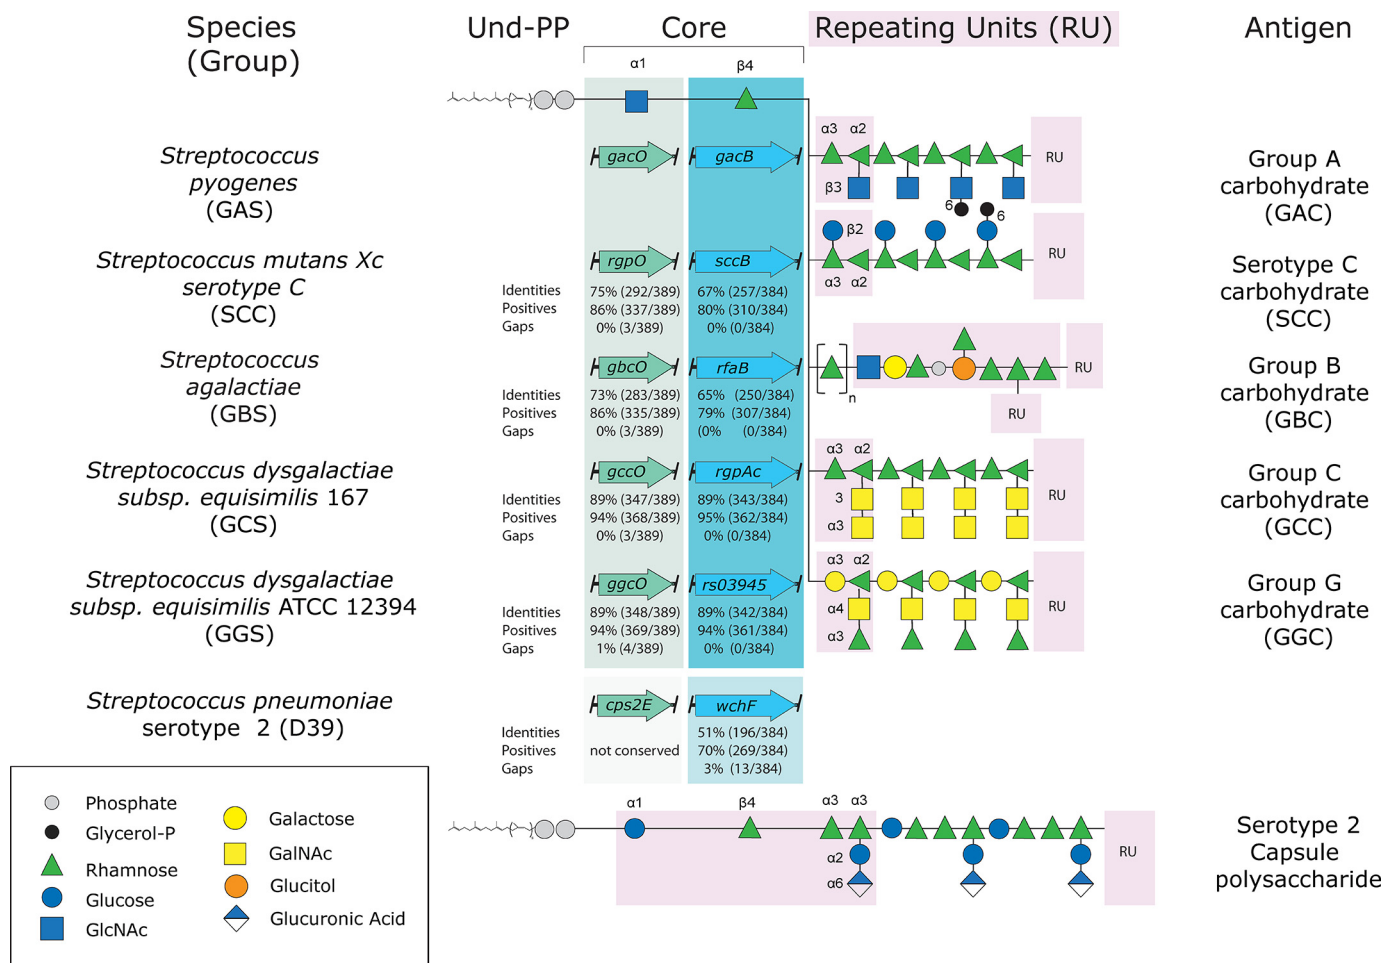 Species
(Group)
Und-PP
Core
Repeating Units (RU)
Antigen
α1
β4
Streptococcus
pyogenes
(GAS)
gacO
gacB
α3 α2
β3
6
RU
Group A
carbohydrate
(GAC)
Streptococcus mutans Xc
serotype C
(SCC)
rgpO
sccB
Identities 75% (292/389) 67% (257/384)
Positives 86% (337/389) 80% (310/384)
Gaps 0% (3/389) 0% (0/384)
6
β2
α3 α2
RU
Serotype C
carbohydrate
(SCC)
Streptococcus
agalactiae
(GBS)
gbcO
rfaB
Identities 73% (283/389) 65% (250/384)
Positives 86% (335/389) 79% (307/384)
Gaps 0% (3/389) (0% (0/384)
n
RU
RU
Group B
carbohydrate
(GBC)
Streptococcus dysgalactiae
subsp. equisimilis 167
(GCS)
gccO
rgpAc
Identities 89% (347/389) 89% (343/384)
Positives 94% (368/389) 95% (362/384)
Gaps 0% (3/389) 0% (0/384)
α3 α2
3
α3
RU
Group C
carbohydrate
(GCC)
Streptococcus dysgalactiae
subsp. equisimilis ATCC 12394
(GGS)
ggcO
rs03945
Identities 89% (348/389) 89% (342/384)
Positives 94% (369/389) 94% (361/384)
Gaps 1% (4/389) 0% (0/384)
α3 α2
α4
α3
RU
Group G
carbohydrate
(GGC)
Streptococcus pneumoniae
serotype 2 (D39)
cps2E
wchF
Identities 51% (196/384)
Positives not conserved 70% (269/384)
Gaps 3% (13/384)
α1
β4
α3 α3
α2
α6
RU
Serotype 2
Capsule
polysaccharide
Phosphate
Glycerol-P
Rhamnose
Glucose
GlcNAc
Galactose
GalNAc
Glucitol
Glucuronic Acid